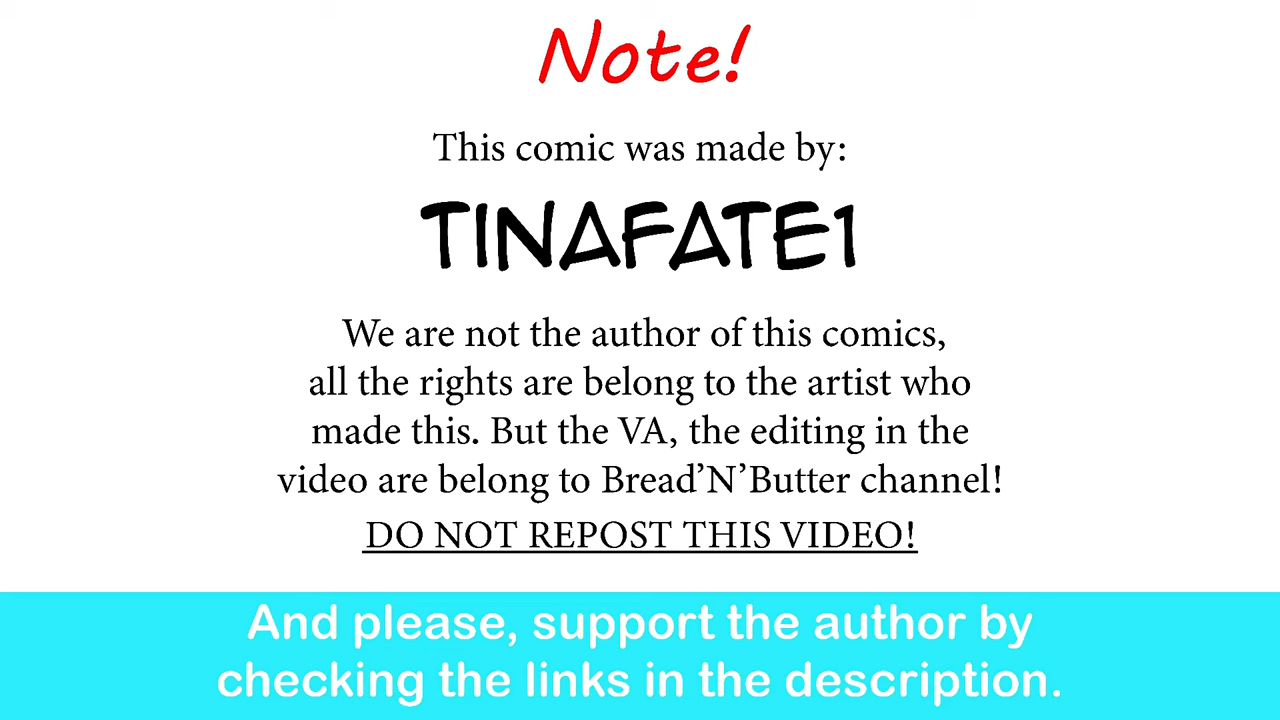 Note!
This comic was made by:
TINAFATE1
We are not the author of this comics,
all the rights are belong to the artist who
made this. But the VA, the editing in the
video are belong to Bread’N’Butter channel!
DO NOT REPOST THIS VIDEO!
And please, support the author by
checking the links in the description.